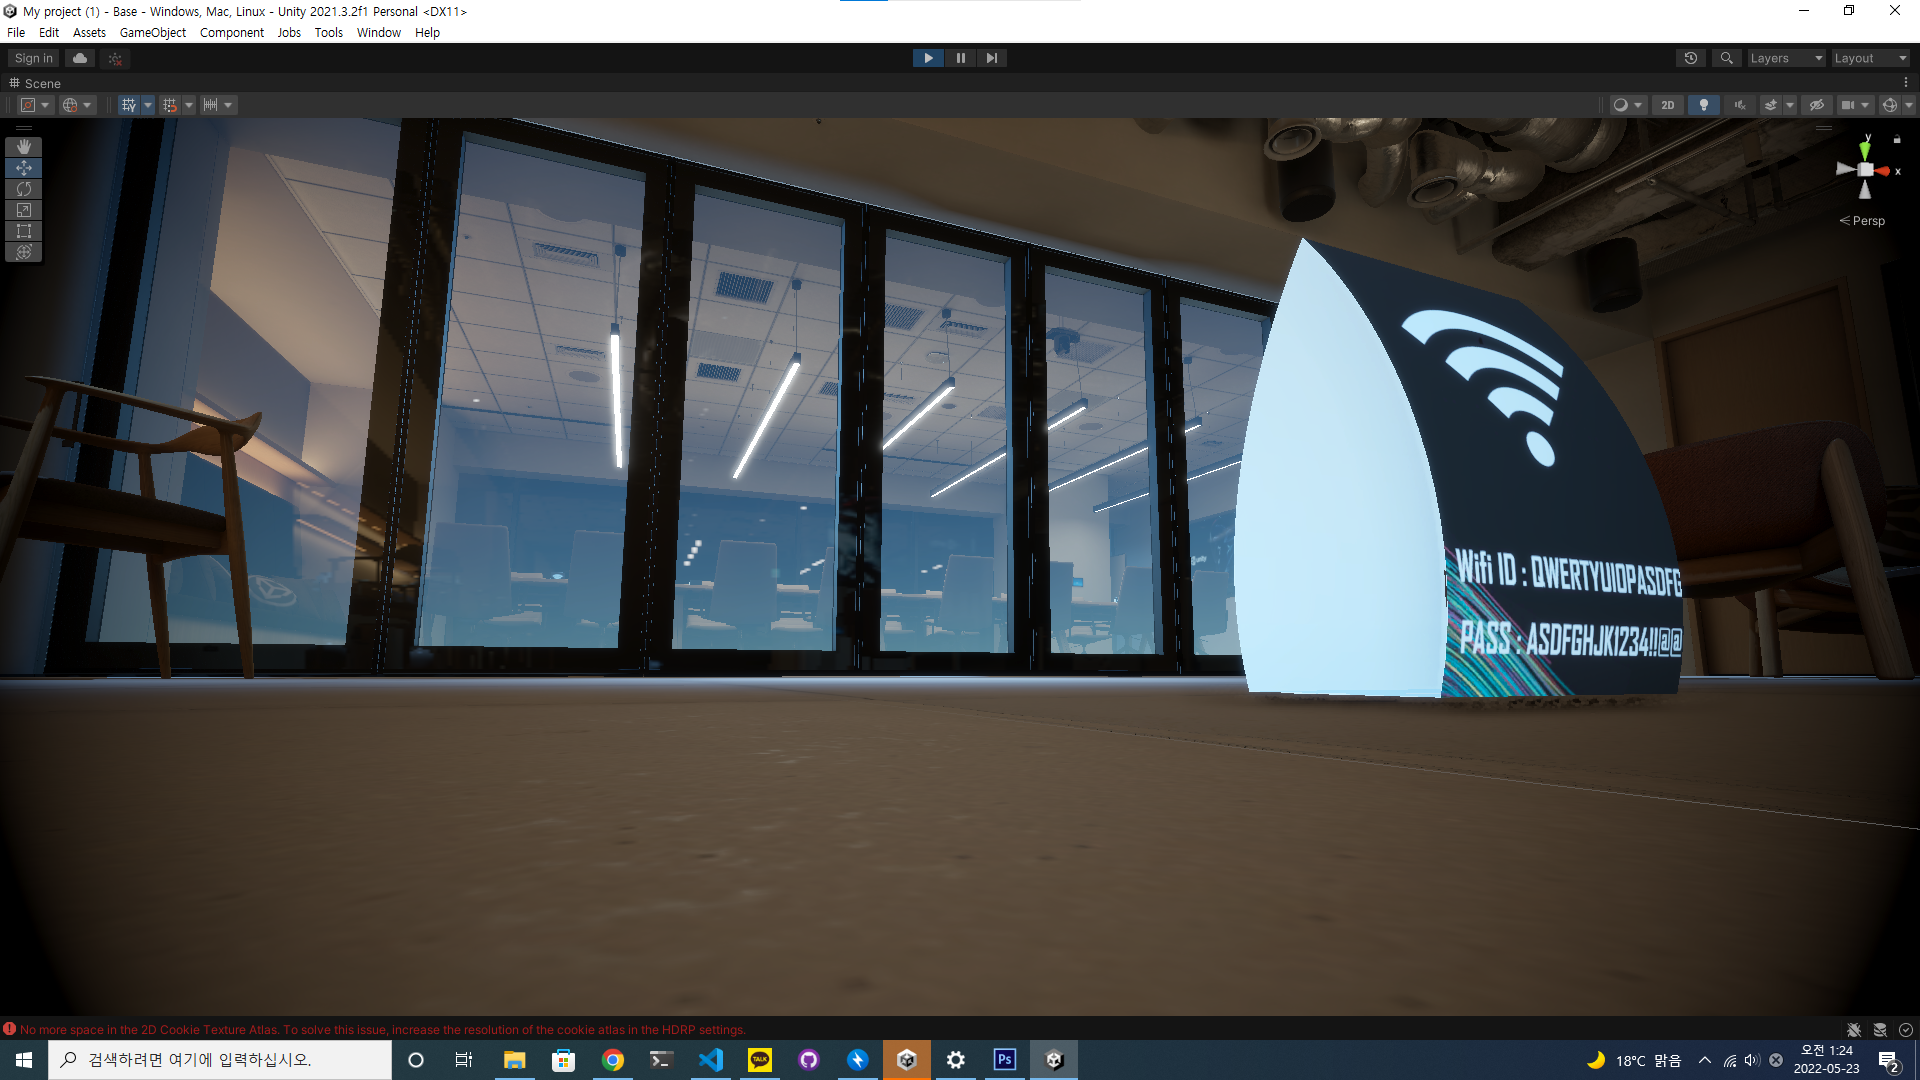 My project (1) - Base - Windows, Mac, Linux - Unity 2021.3.2f1 Personal <DX11>
File Edit Assets GameObject Component Jobs Tools Window Help
Sign in
Layers
Layout
Scene
2D
y
x
Persp
Wifi ID : QWERTYUIOPASDFG
PASS : ASDFGHJK1234!!@@
No more space in the 2D Cookie Texture Atlas. To solve this issue, increase the resolution of the cookie atlas in the HDRP settings.
검색하려면 여기에 입력하십시오.
TALK
Ps
18°C 맑음
오전 1:24
2022-05-23
2